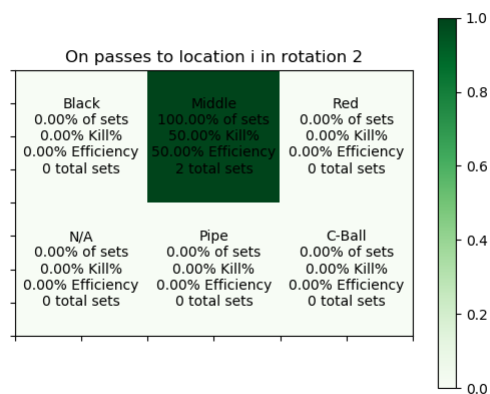 On passes to location i in rotation 2
Black
0.00% of sets
0.00% Kill%
0.00% Efficiency
0 total sets
Middle
100.00% of sets
50.00% Kill%
50.00% Efficiency
2 total sets
Red
0.00% of sets
0.00% Kill%
0.00% Efficiency
0 total sets
N/A
0.00% of sets
0.00% Kill%
0.00% Efficiency
0 total sets
Pipe
0.00% of sets
0.00% Kill%
0.00% Efficiency
0 total sets
C-Ball
0.00% of sets
0.00% Kill%
0.00% Efficiency
0 total sets
1.0
0.8
0.6
0.4
0.2
0.0